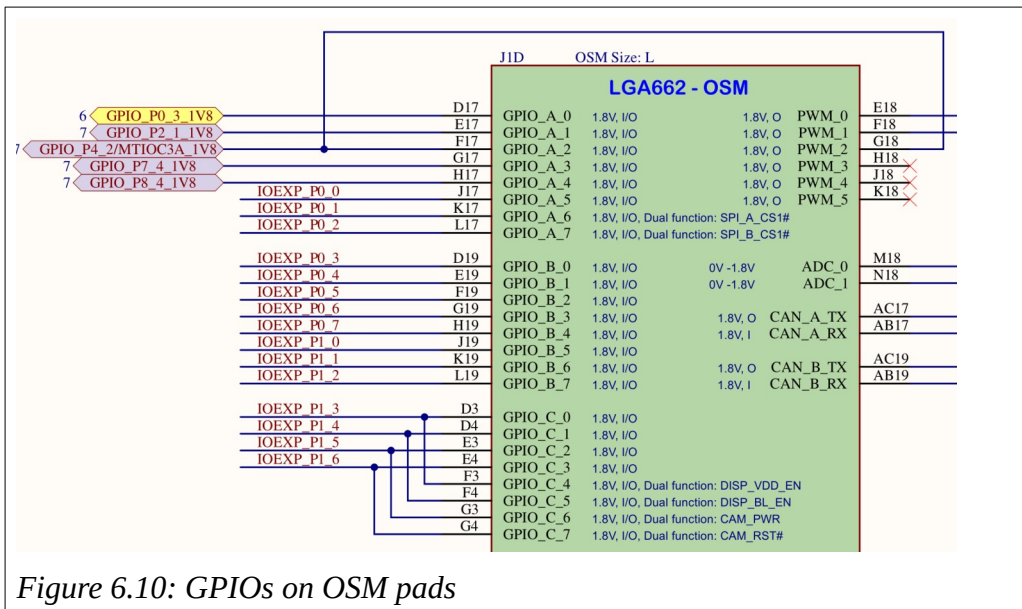 J1D OSM Size: L
LGA662 - OSM
6 GPIO_P0_3_1V8 D17 GPIO_A_0 1.8V, I/O 1.8V, O PWM_0 E18
7 GPIO_P2_1_1V8 E17 GPIO_A_1 1.8V, I/O 1.8V, O PWM_1 F18
GPIO_P4_2/MTIOC3A_1V8 F17 GPIO_A_2 1.8V, I/O 1.8V, O PWM_2 G18
7 GPIO_P7_4_1V8 G17 GPIO_A_3 1.8V, I/O 1.8V, O PWM_3 H18
7 GPIO_P8_4_1V8 H17 GPIO_A_4 1.8V, I/O 1.8V, O PWM_4 J18
IOEXP_P0_0 J17 GPIO_A_5 1.8V, I/O 1.8V, O PWM_5 K18
IOEXP_P0_1 K17 GPIO_A_6 1.8V, I/O, Dual function: SPI_A_CS1#
IOEXP_P0_2 L17 GPIO_A_7 1.8V, I/O, Dual function: SPI_B_CS1#
IOEXP_P0_3 D19 GPIO_B_0 1.8V, I/O 0V -1.8V ADC_0 M18
IOEXP_P0_4 E19 GPIO_B_1 1.8V, I/O 0V -1.8V ADC_1 N18
IOEXP_P0_5 F19 GPIO_B_2 1.8V, I/O
IOEXP_P0_6 G19 GPIO_B_3 1.8V, I/O 1.8V, O CAN_A_TX AC17
IOEXP_P0_7 H19 GPIO_B_4 1.8V, I/O 1.8V, I CAN_A_RX AB17
IOEXP_P1_0 J19 GPIO_B_5 1.8V, I/O
IOEXP_P1_1 K19 GPIO_B_6 1.8V, I/O 1.8V, O CAN_B_TX AC19
IOEXP_P1_2 L19 GPIO_B_7 1.8V, I/O 1.8V, I CAN_B_RX AB19
IOEXP_P1_3 D3 GPIO_C_0 1.8V, I/O
IOEXP_P1_4 D4 GPIO_C_1 1.8V, I/O
IOEXP_P1_5 E3 GPIO_C_2 1.8V, I/O
IOEXP_P1_6 E4 GPIO_C_3 1.8V, I/O
F3 GPIO_C_4 1.8V, I/O, Dual function: DISP_VDD_EN
F4 GPIO_C_5 1.8V, I/O, Dual function: DISP_BL_EN
G3 GPIO_C_6 1.8V, I/O, Dual function: CAM_PWR
G4 GPIO_C_7 1.8V, I/O, Dual function: CAM_RST#
Figure 6.10: GPIOs on OSM pads